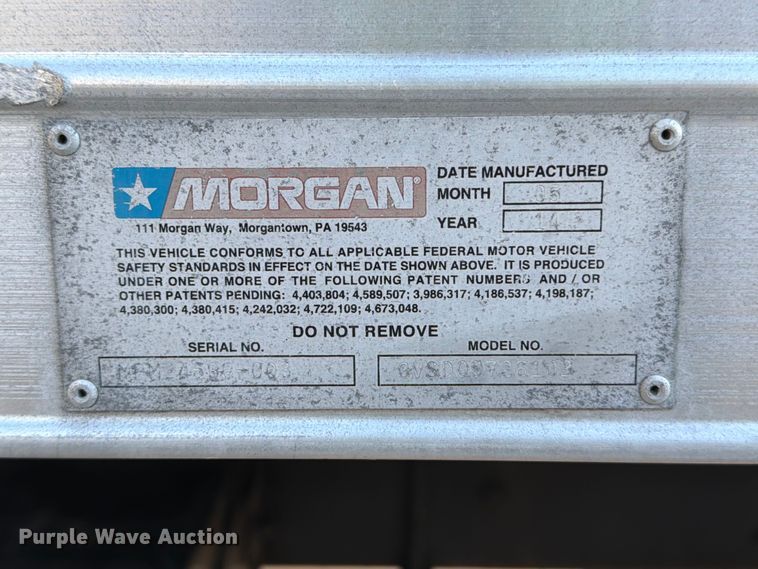 MORGAN®
111 Morgan Way, Morgantown, PA 19543
DATE MANUFACTURED
MONTH 05
YEAR 14
THIS VEHICLE CONFORMS TO ALL APPLICABLE FEDERAL MOTOR VEHICLE
SAFETY STANDARDS IN EFFECT ON THE DATE SHOWN ABOVE. IT IS PRODUCED
UNDER ONE OR MORE OF THE FOLLOWING PATENT NUMBERS AND / OR
OTHER PATENTS PENDING: 4,403,804; 4,589,507; 3,986,317; 4,186,537; 4,198,187;
4,380,300; 4,380,415; 4,242,032; 4,722,109; 4,673,048.
DO NOT REMOVE
SERIAL NO.
MODEL NO.
Purple Wave Auction